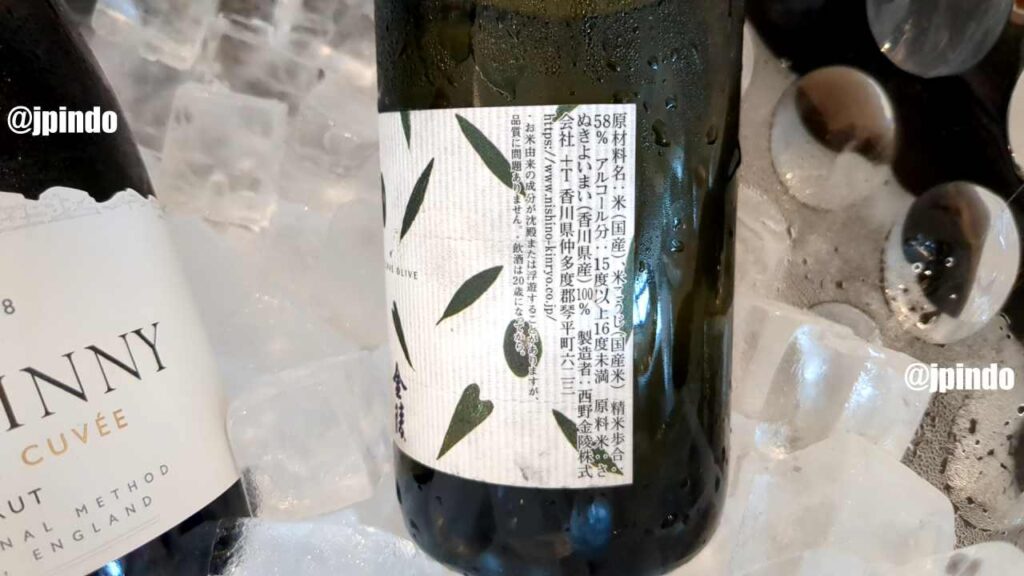 @jpindo
8
INNY
CUVÉE
UT
NAL METHOD
ENGLAND
原材料名:米(国産)、米こうじ(国産米) 精米歩合
58% アルコール分:15度以上16度未満 原料米:さ
ぬきよいまい(香川県産)100% 製造者:西野金陵株式
会社 +T 香川県仲多度郡琴平町六二三
https://www.nishino-kinryo.co.jp/
・お米由来の成分が沈殿または浮遊することがありますが、
品質に問題ありません。・飲酒は20歳になってから。
OLIVE
金陵
@jpindo